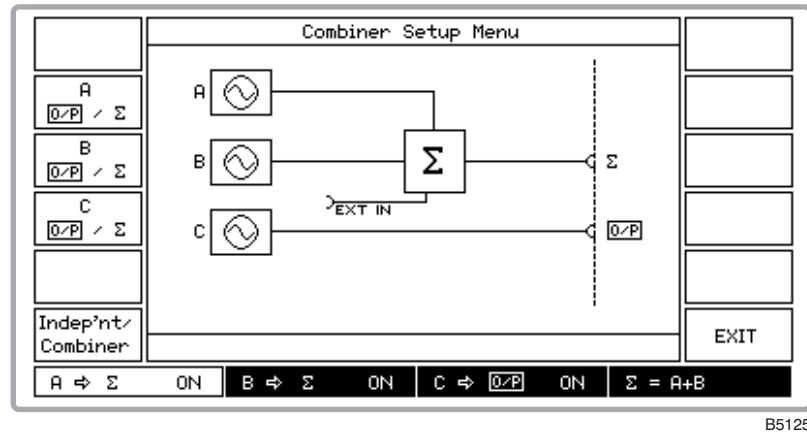 Combiner Setup Menu
A
O/P / Σ
B
O/P / Σ
C
O/P / Σ
Indep'nt/
Combiner
A
B
Σ
Σ
EXT IN
C
O/P
EXIT
A ⇨ Σ ON
B ⇨ Σ ON
C ⇨ O/P ON
Σ = A+B
B5125